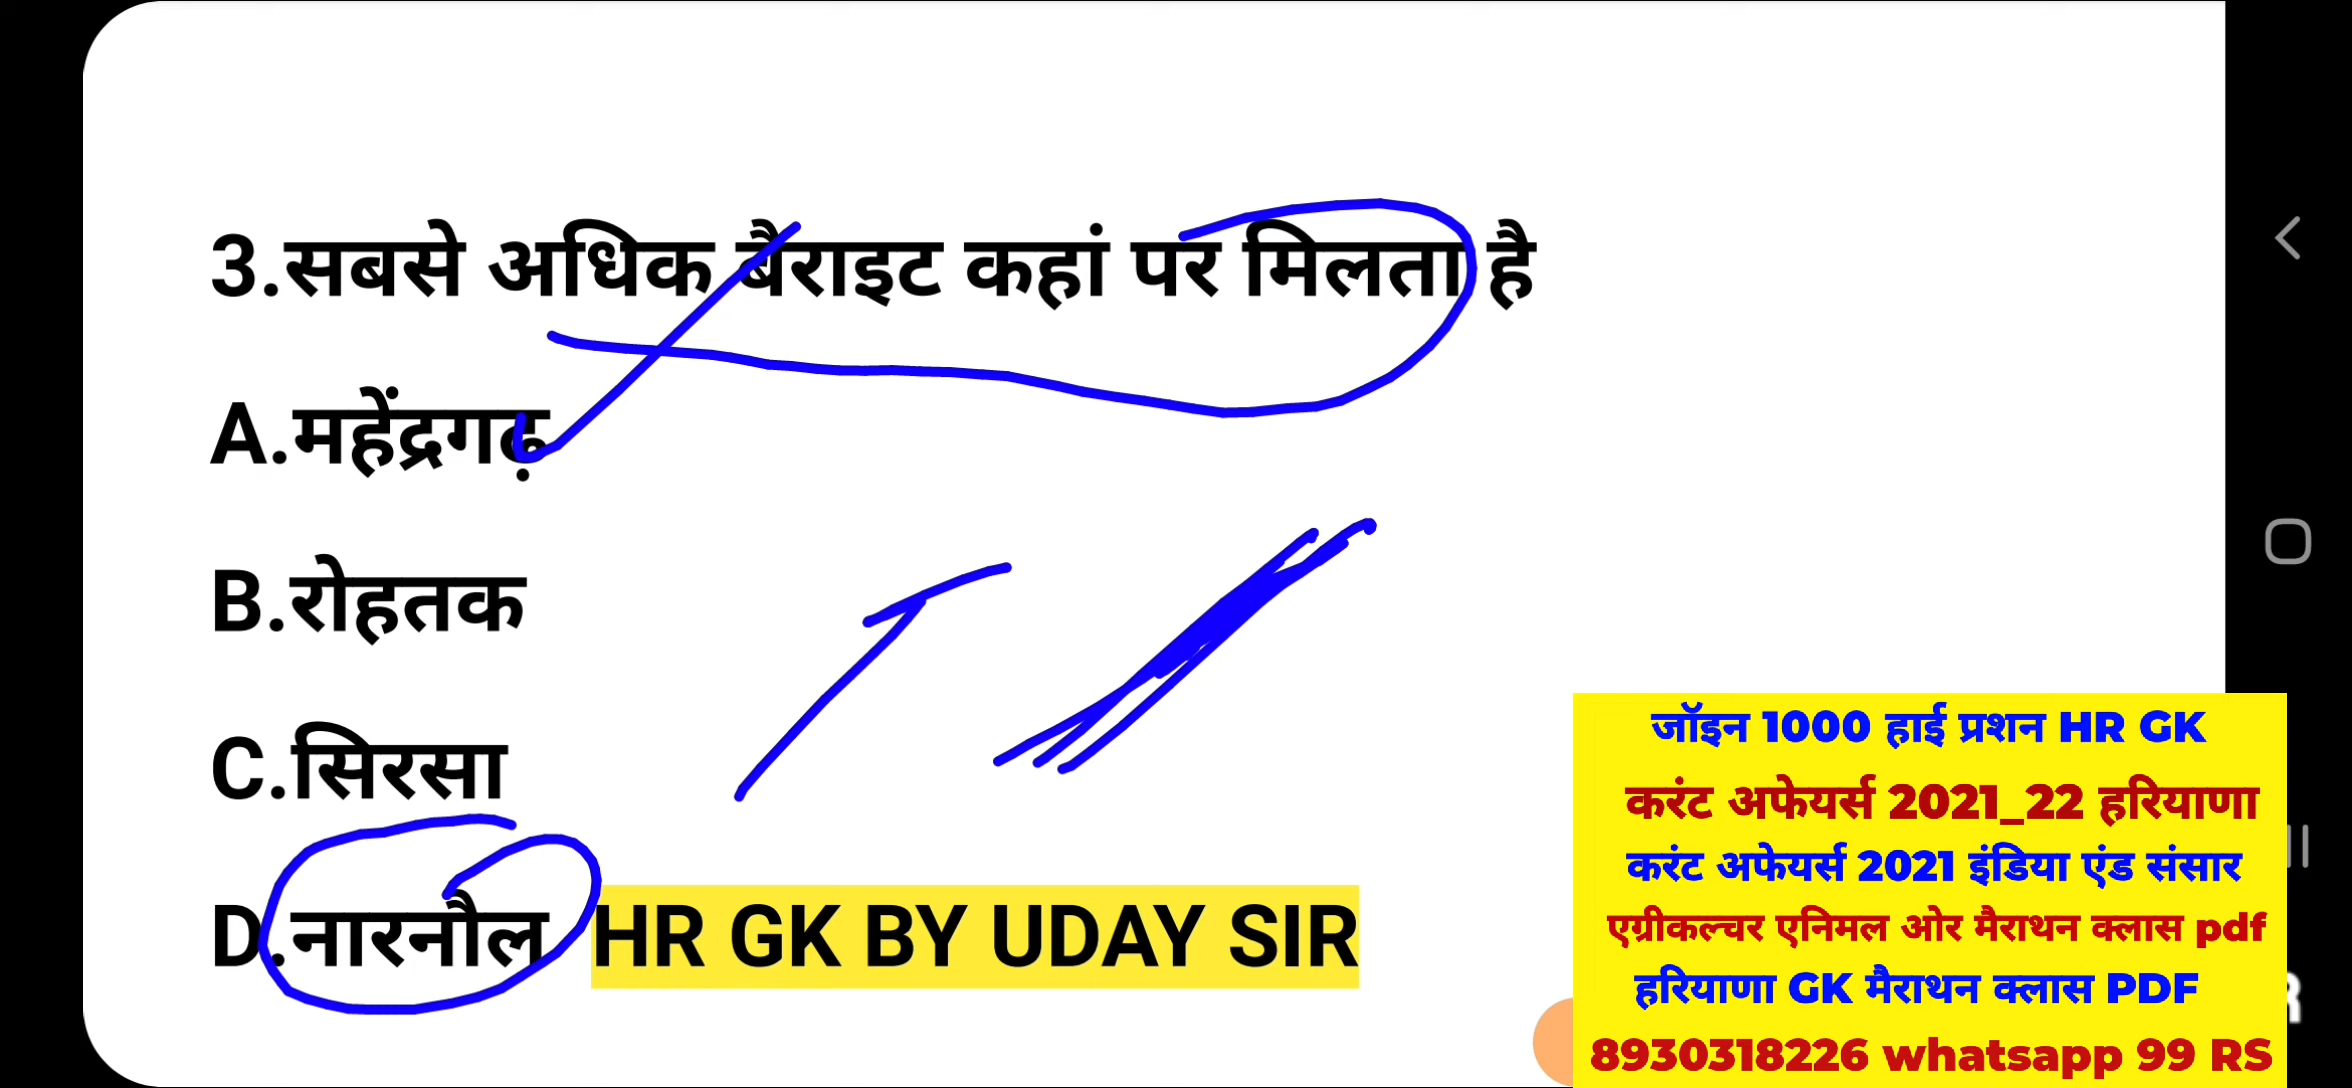 3.सबसे अधिक बैराइट कहां पर मिलता है
A.महेंद्रगढ़
B.रोहतक
C.सिरसा
D.नारनौल HR GK BY UDAY SIR
जॉइन 1000 हाई प्रशन HR GK
करंट अफेयर्स 2021_22 हरियाणा
करंट अफेयर्स 2021 इंडिया एंड संसार
एग्रीकल्चर एनिमल ओर मैराथन क्लास pdf
हरियाणा GK मैराथन क्लास PDF
8930318226 whatsapp 99 RS